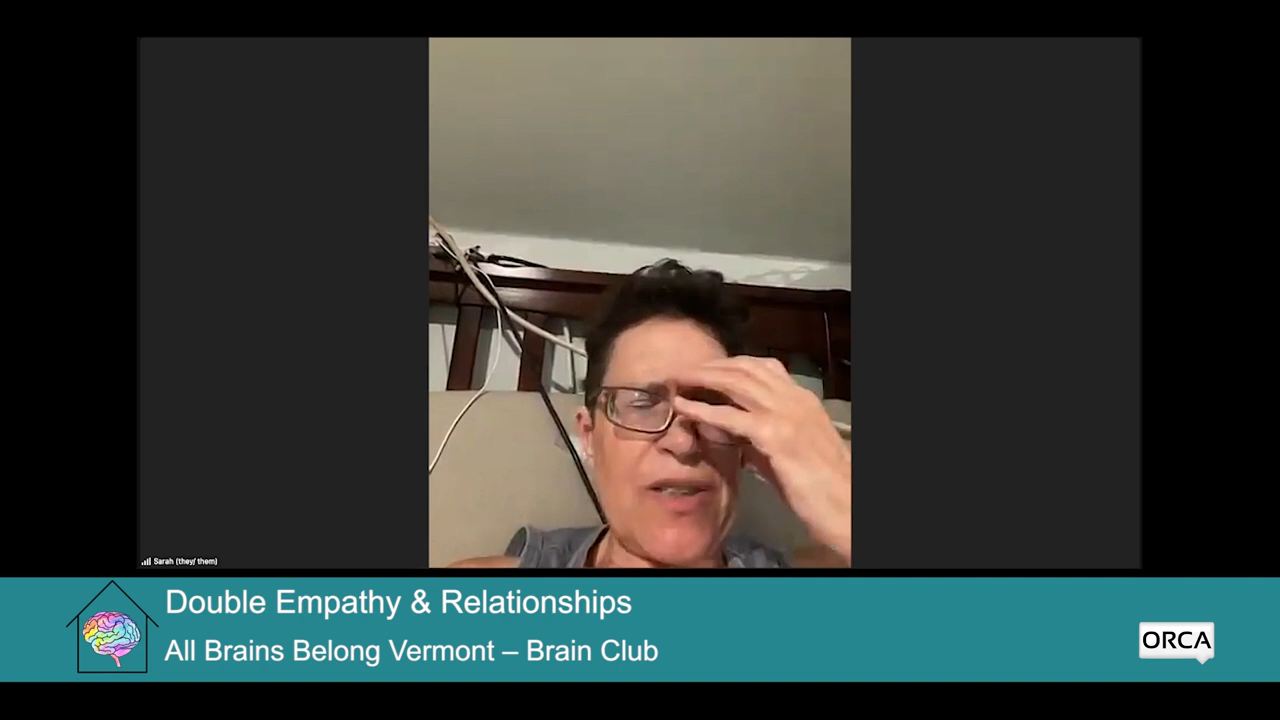 Sarah (they/ them)
Double Empathy & Relationships
All Brains Belong Vermont – Brain Club
ORCA